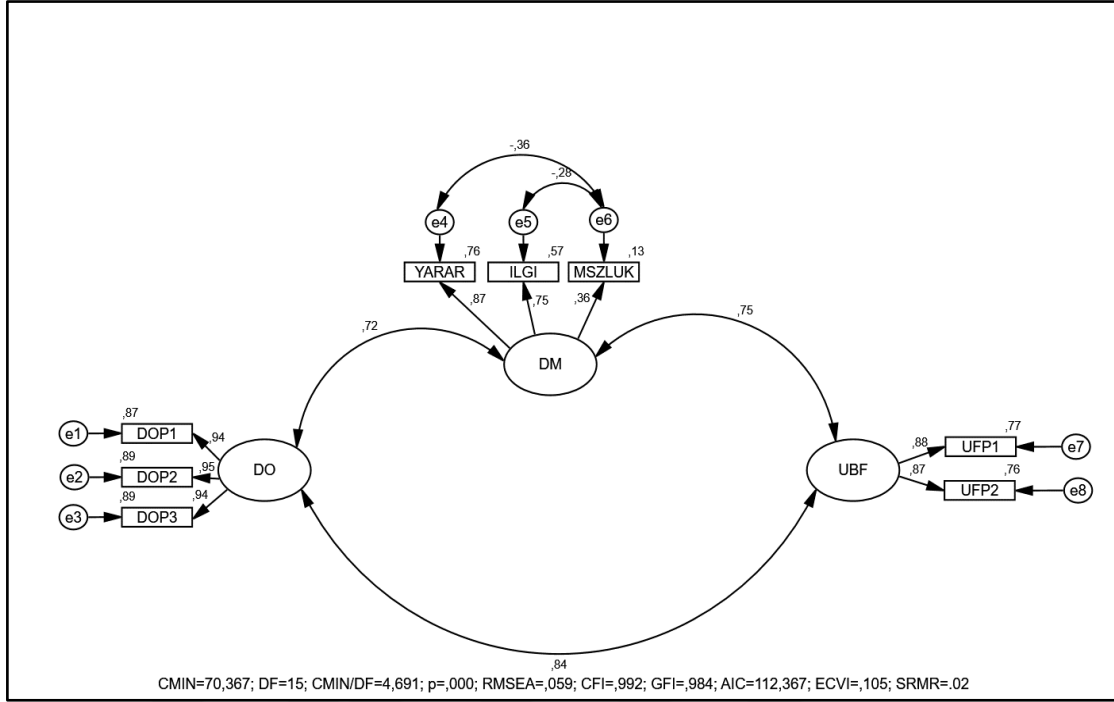 -,36
-,28
e4
e5
e6
,76
,57
,13
YARAR
ILGI
MSZLUK
,87
,75
,36
,72
,75
DM
,87
e1
DOP1
,94
,89
e2
DOP2
,95
DO
,89
,94
e3
DOP3
UBF
,88
,77
UFP1
e7
,87
,76
UFP2
e8
,84
CMIN=70,367; DF=15; CMIN/DF=4,691; p=,000; RMSEA=,059; CFI=,992; GFI=,984; AIC=112,367; ECVI=,105; SRMR=.02